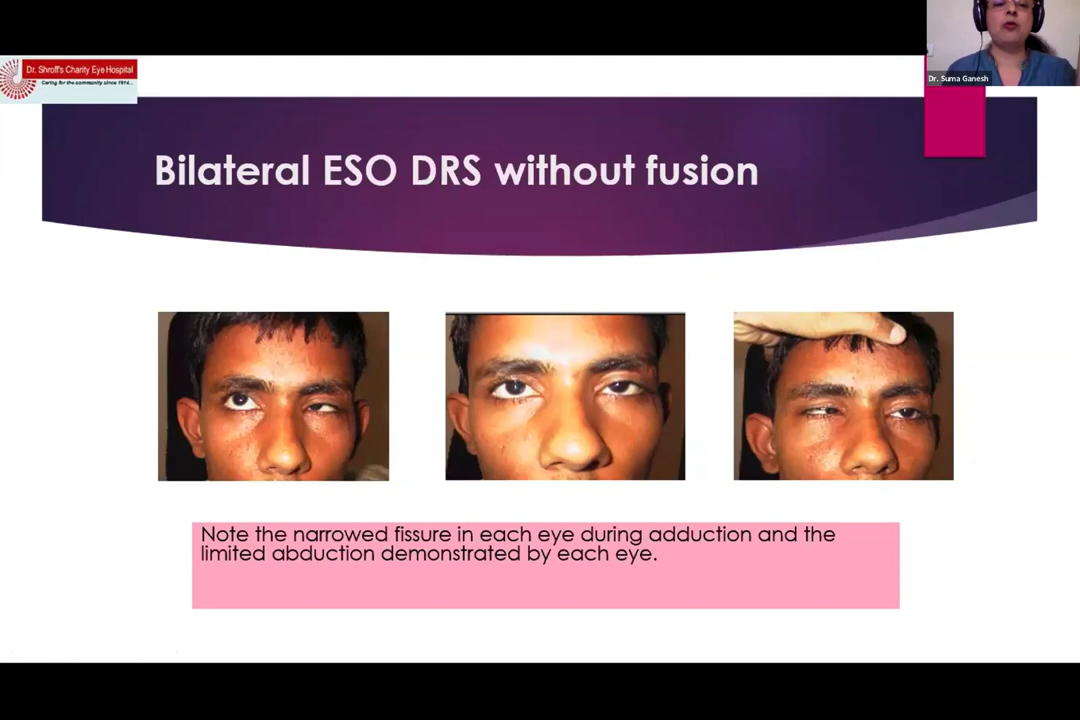 Dr. Shroff's Charity Eye Hospital
Caring for the community since 1914...
Dr. Suma Ganesh
Bilateral ESO DRS without fusion
Note the narrowed fissure in each eye during adduction and the
limited abduction demonstrated by each eye.